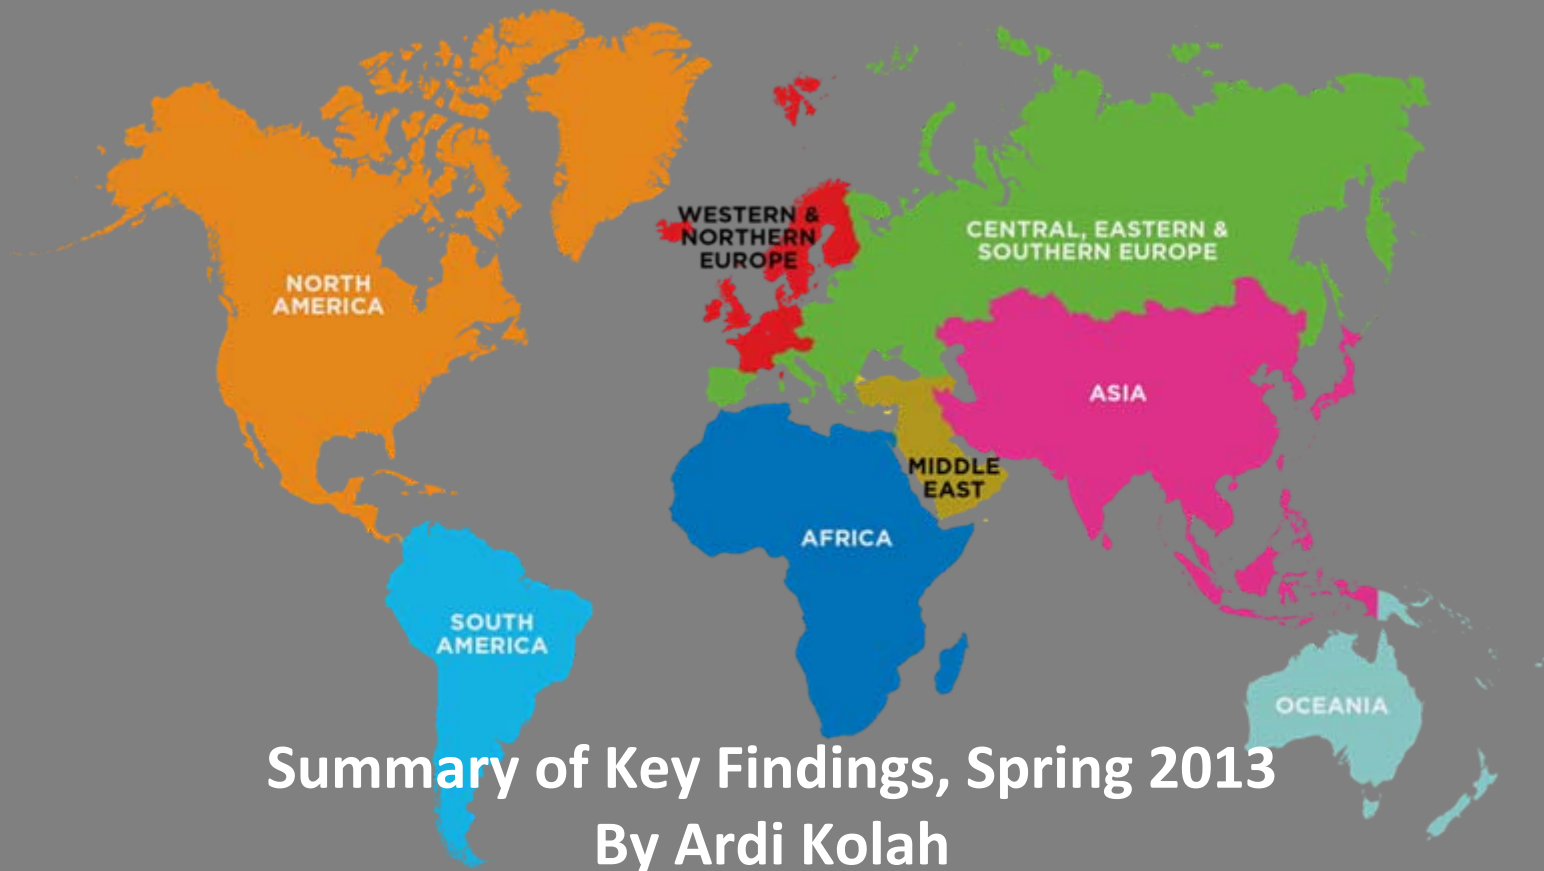 WESTERN &
NORTHERN
EUROPE
CENTRAL, EASTERN &
SOUTHERN EUROPE
NORTH
AMERICA
ASIA
MIDDLE
EAST
AFRICA
SOUTH
AMERICA
OCEANIA
Summary of Key Findings, Spring 2013
By Ardi Kolah